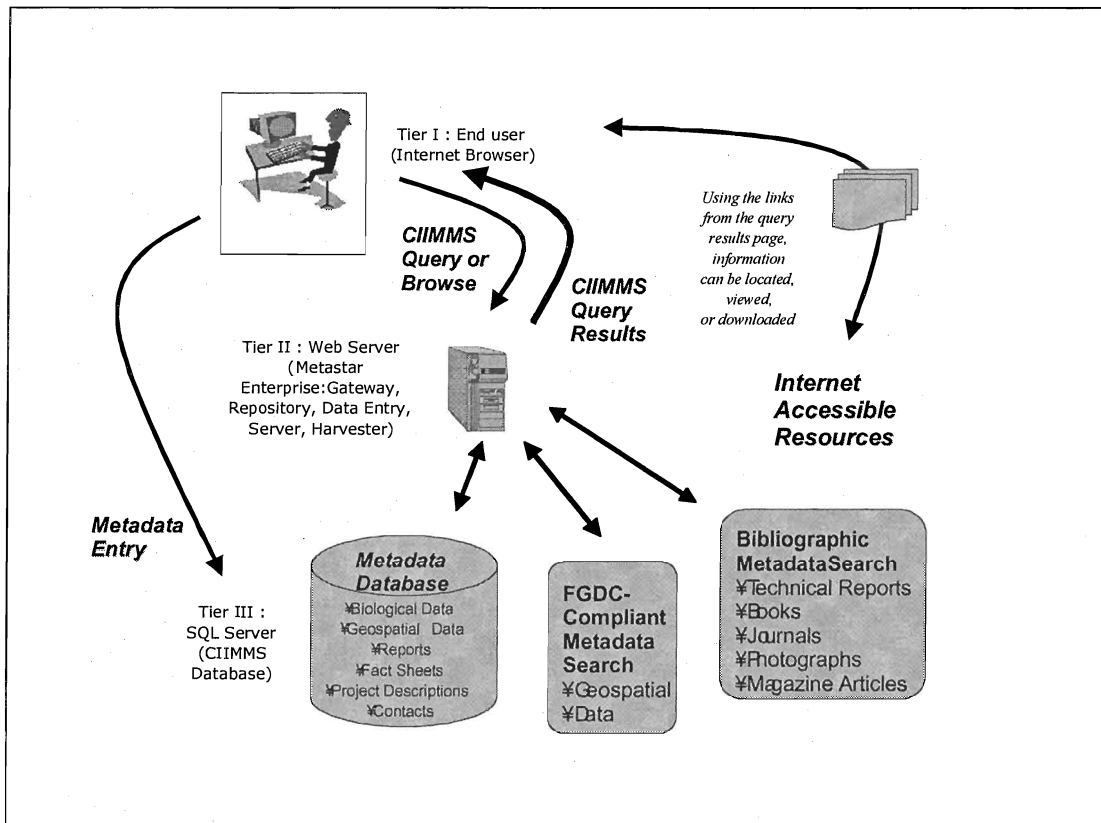 Tier I : End user
(Internet Browser)
CIIMMS
Query or
Browse
CIIMMS
Query
Results
Using the links
from the query
results page,
information
can be located,
viewed,
or downloaded
Tier II : Web Server
(Metastar
Enterprise:Gateway,
Repository, Data Entry,
Server, Harvester)
Internet
Accessible
Resources
Metadata
Entry
Tier III :
SQL Server
(CIIMMS
Database)
Metadata
Database
¥Biological Data
¥Geospatial Data
¥Reports
¥Fact Sheets
¥Project Descriptions
¥Contacts
FGDC-
Compliant
Metadata
Search
¥Geospatial
¥Data
Bibliographic
MetadataSearch
¥Technical Reports
¥Books
¥Journals
¥Photographs
¥Magazine Articles